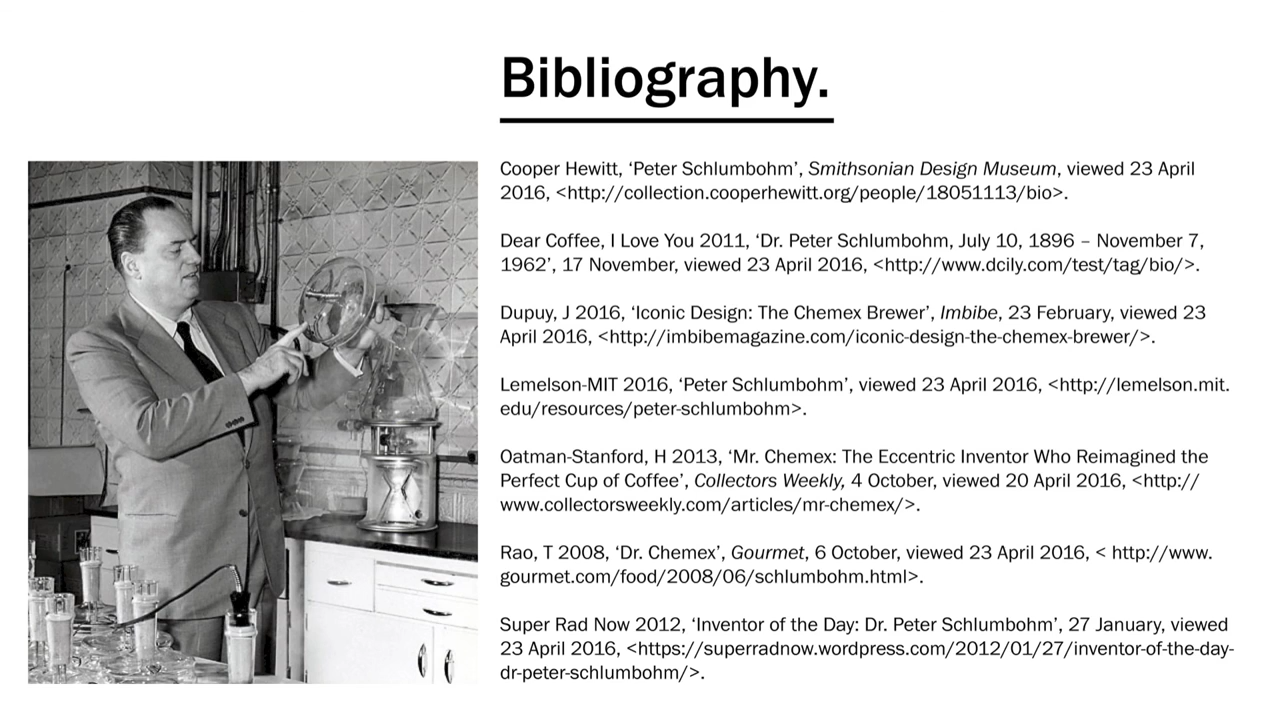 Bibliography.
Cooper Hewitt, ‘Peter Schlumbohm’, Smithsonian Design Museum, viewed 23 April
2016, <http://collection.cooperhewitt.org/people/18051113/bio>.
Dear Coffee, I Love You 2011, ‘Dr. Peter Schlumbohm, July 10, 1896 – November 7,
1962’, 17 November, viewed 23 April 2016, <http://www.dcily.com/test/tag/bio/>.
Dupuy, J 2016, ‘Iconic Design: The Chemex Brewer’, Imbibe, 23 February, viewed 23
April 2016, <http://imbibemagazine.com/iconic-design-the-chemex-brewer/>.
Lemelson-MIT 2016, ‘Peter Schlumbohm’, viewed 23 April 2016, <http://lemelson.mit.
edu/resources/peter-schlumbohm>.
Oatman-Stanford, H 2013, ‘Mr. Chemex: The Eccentric Inventor Who Reimagined the
Perfect Cup of Coffee’, Collectors Weekly, 4 October, viewed 20 April 2016, <http://
www.collectorsweekly.com/articles/mr-chemex/>.
Rao, T 2008, ‘Dr. Chemex’, Gourmet, 6 October, viewed 23 April 2016, < http://www.
gourmet.com/food/2008/06/schlumbohm.html>.
Super Rad Now 2012, ‘Inventor of the Day: Dr. Peter Schlumbohm’, 27 January, viewed
23 April 2016, <https://superradnow.wordpress.com/2012/01/27/inventor-of-the-day-
dr-peter-schlumbohm/>.